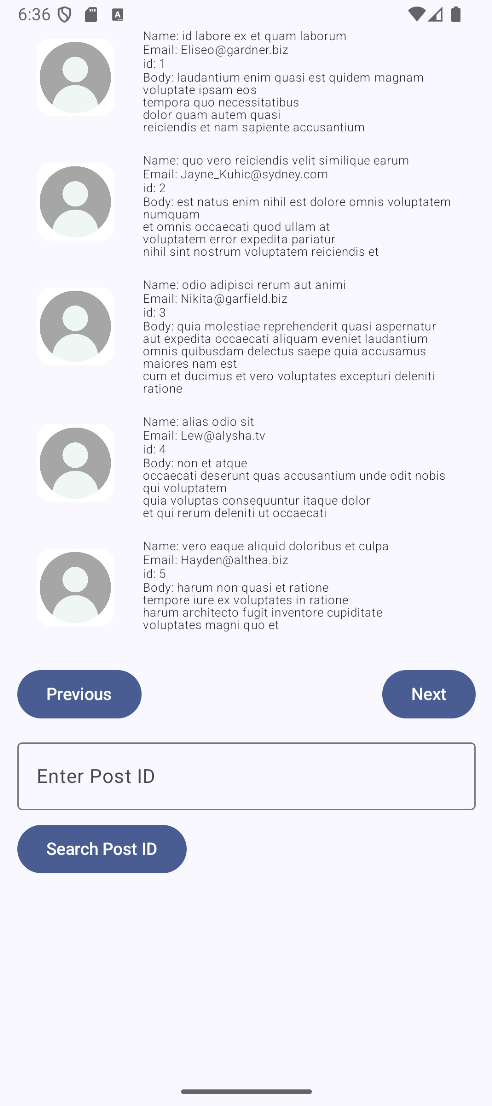 6:36
Name: id labore ex et quam laborum
Email: Eliseo@gardner.biz
id: 1
Body: laudantium enim quasi est quidem magnam
voluptate ipsam eos
tempora quo necessitatibus
dolor quam autem quasi
reiciendis et nam sapiente accusantium
Name: quo vero reiciendis velit similique earum
Email: Jayne_Kuhic@sydney.com
id: 2
Body: est natus enim nihil est dolore omnis voluptatem
numquam
et omnis occaecati quod ullam at
voluptatem error expedita pariatur
nihil sint nostrum voluptatem reiciendis et
Name: odio adipisci rerum aut animi
Email: Nikita@garfield.biz
id: 3
Body: quia molestiae reprehenderit quasi aspernatur
aut expedita occaecati aliquam eveniet laudantium
omnis quibusdam delectus saepe quia accusamus
maiores nam est
cum et ducimus et vero voluptates excepturi deleniti
ratione
Name: alias odio sit
Email: Lew@alysha.tv
id: 4
Body: non et atque
occaecati deserunt quas accusantium unde odit nobis
qui voluptatem
quia voluptas consequuntur itaque dolor
et qui rerum deleniti ut occaecati
Name: vero eaque aliquid doloribus et culpa
Email: Hayden@althea.biz
id: 5
Body: harum non quasi et ratione
tempore iure ex voluptates in ratione
harum architecto fugit inventore cupiditate
voluptates magni quo et
Previous
Next
Enter Post ID
Search Post ID